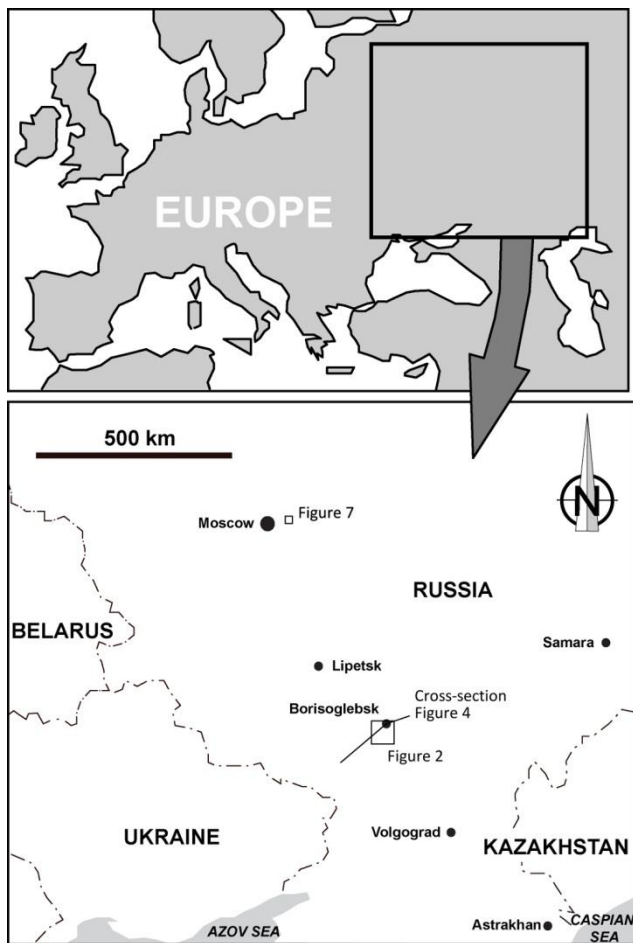 EUROPE
500 km
N
Moscow
Figure 7
RUSSIA
BELARUS
Samara
Lipetsk
Cross-section
Figure 4
Borisoglebsk
Figure 2
UKRAINE
Volgograd
KAZAKHSTAN
AZOV SEA
Astrakhan
CASPIAN
SEA